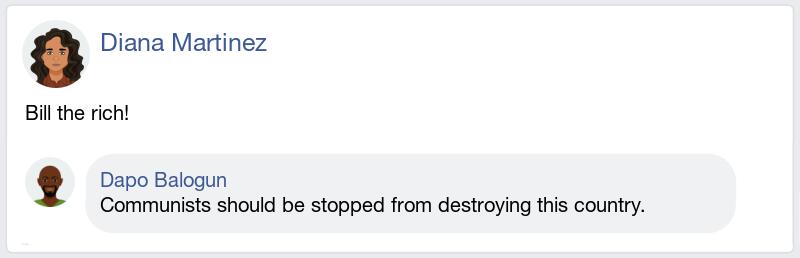 Diana Martinez
Bill the rich!
Dapo Balogun
Communists should be stopped from destroying this country.